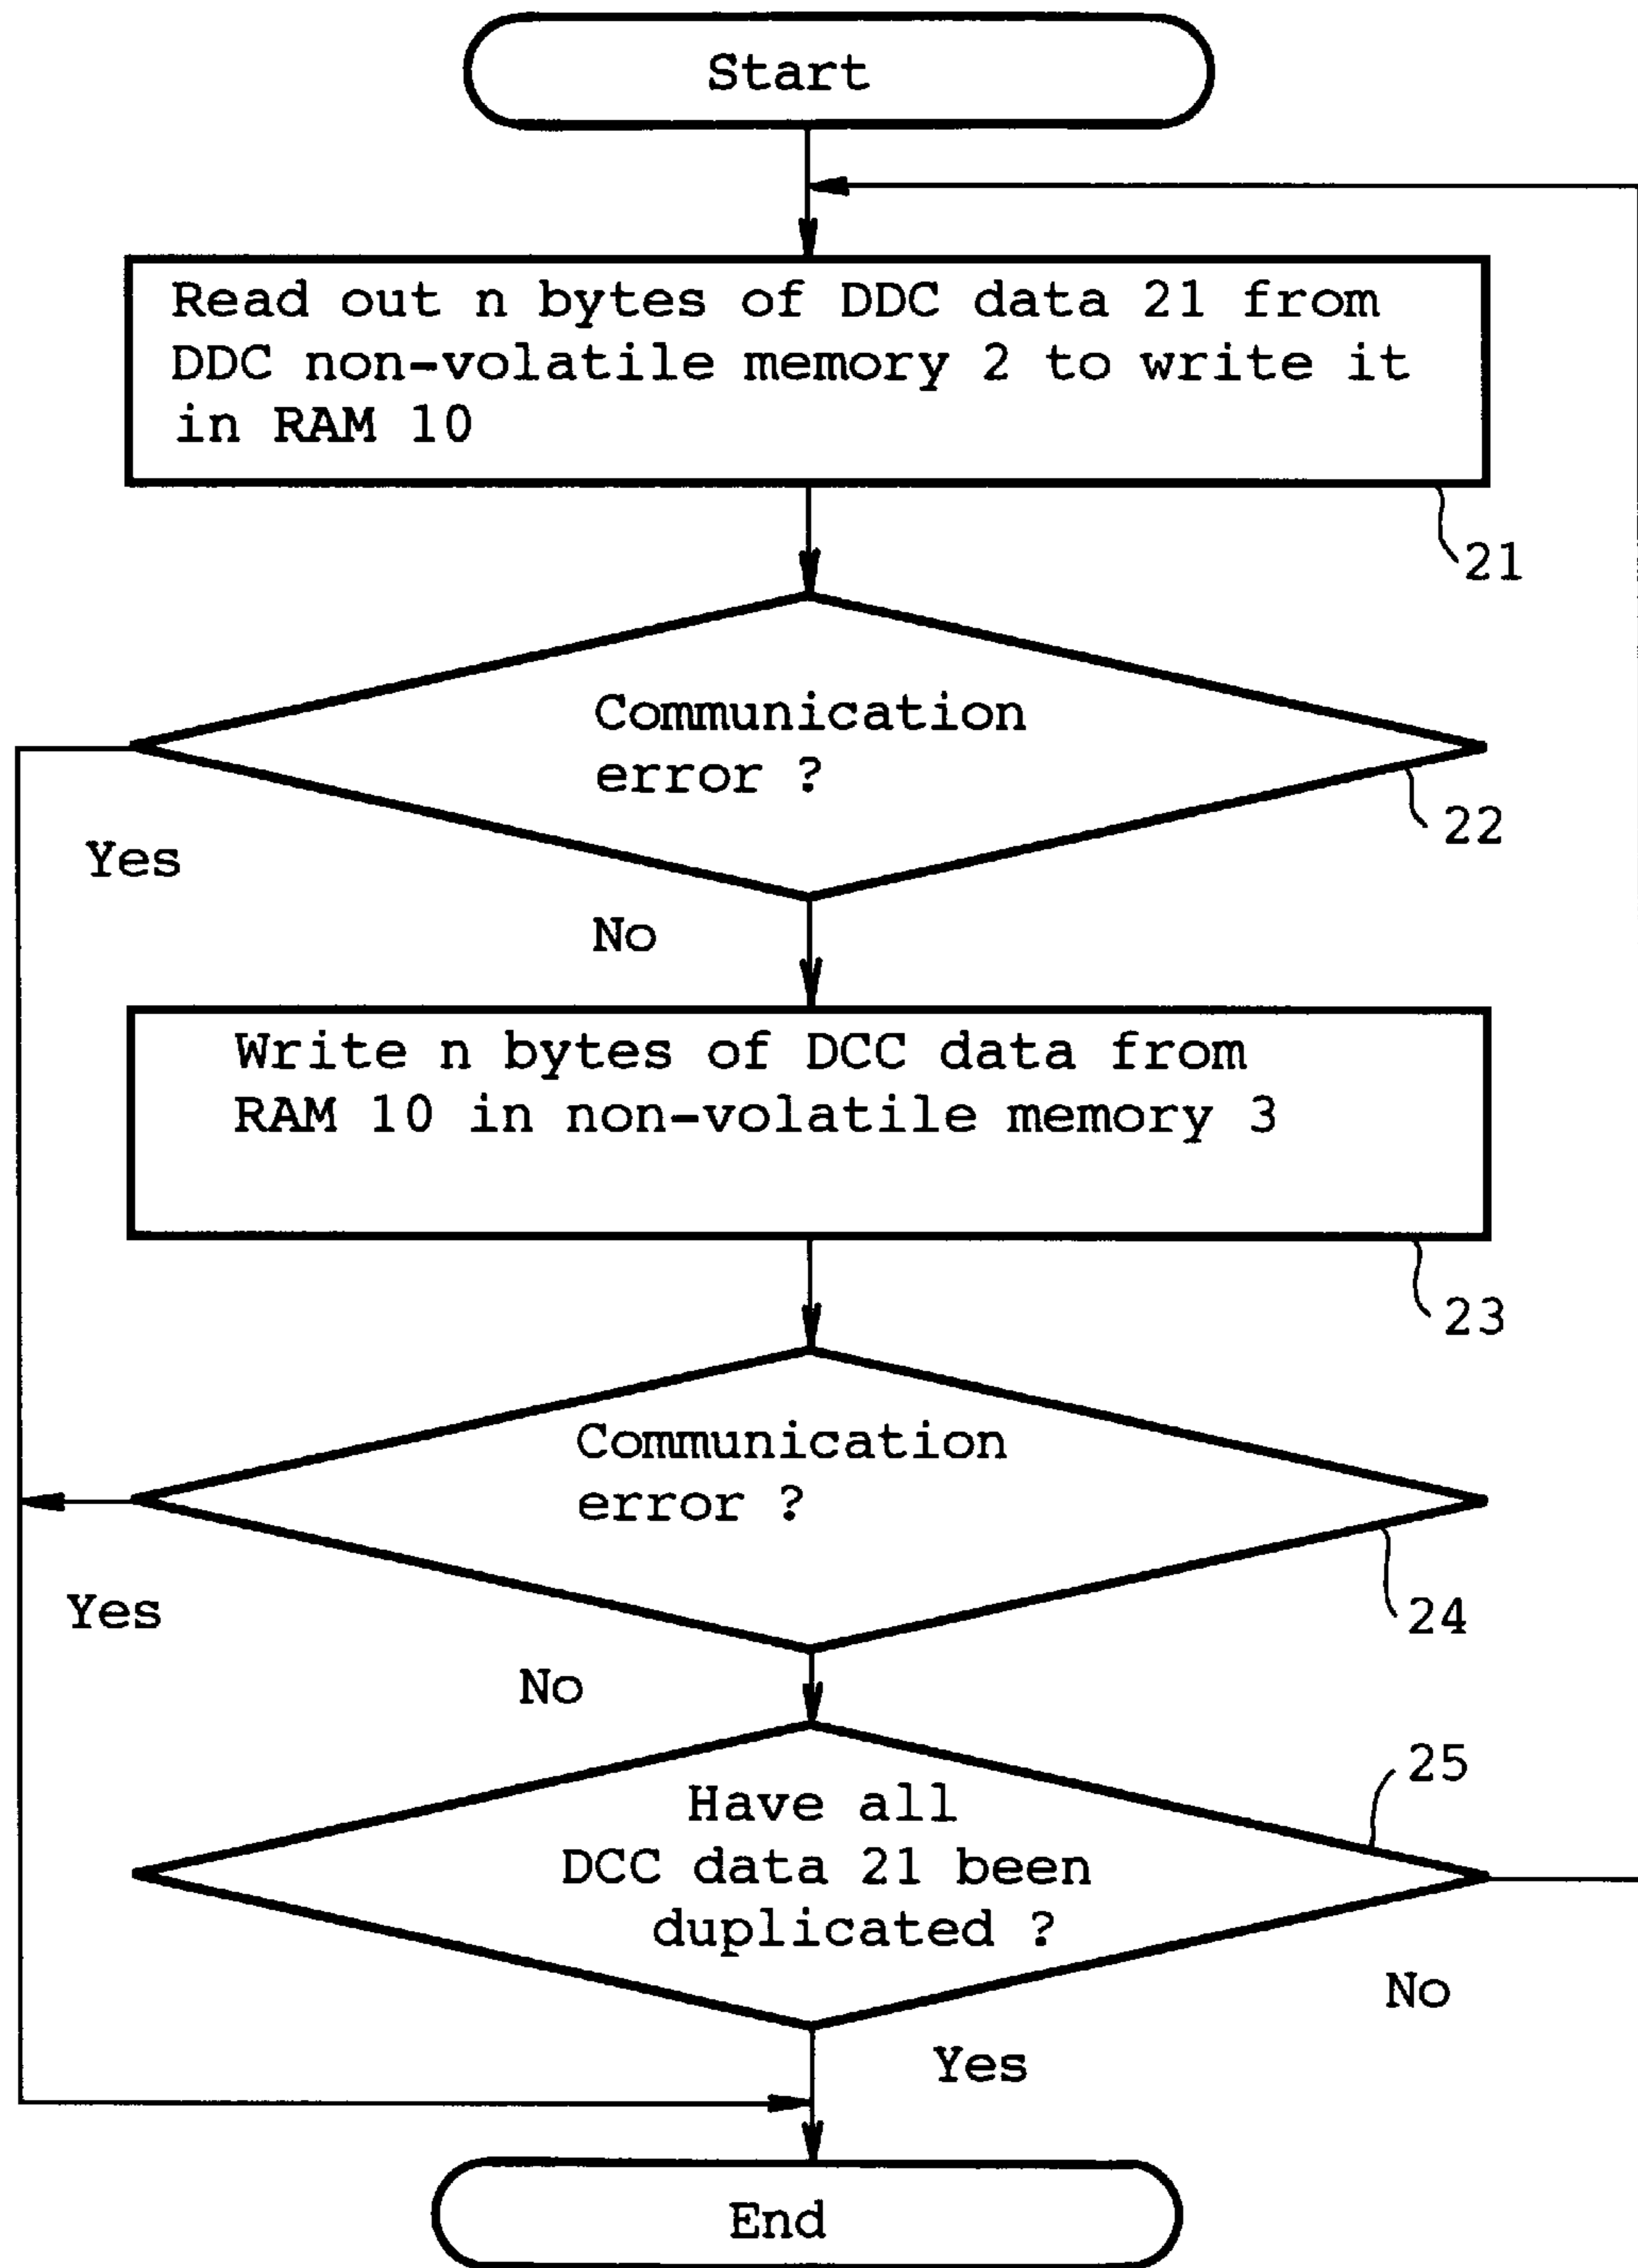 Start
Read out n bytes of DDC data 21 from
DDC non-volatile memory 2 to write it
in RAM 10
21
Communication
error ?
22
Yes
No
Write n bytes of DCC data from
RAM 10 in non-volatile memory 3
23
Communication
error ?
24
Yes
No
25
Have all
DCC data 21 been
duplicated ?
No
Yes
End